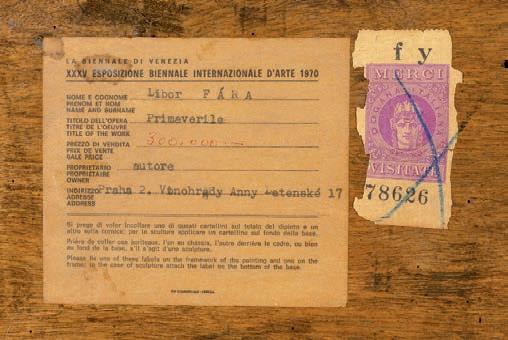 LA BIENNALE DI VENEZIA
XXXV ESPOSIZIONE BIENNALE INTERNAZIONALE D'ARTE 1970
NOME E COGNOME Libor FÁRA
PRENOM ET NOM
NAME AND SURNAME
TITOLO DELL'OPERA Primaverile
TITRE DE L'OEUVRE
TITLE OF THE WORK
PREZZO DI VENDITA 300.000.—
PRIX DE VENTE
SALE PRICE
PROPRIETARIO autore
PROPRIETAIRE
OWNER
INDIRIZZO Praha 2. Vinohrady Anny Letenské 17
ADRESSE
ADDRESS
Si prega di voler incollare uno di questi cartellini sul telaio del dipinto e un
altro sulla cornice; per le sculture applicare un cartellino sul fondo della base.
Prière de coller ces bordereaux, l'un au châssis, l'autre derrière le cadre, ou bien
au fond de la base, s'il s'agit d'une sculpture.
Please fix one of these labels on the framework of the painting and one on the
frame; in the case of sculpture attach the label on the bottom of the base.
f y
MERCI
DOGANA ITALIANA
VISITATA
78626